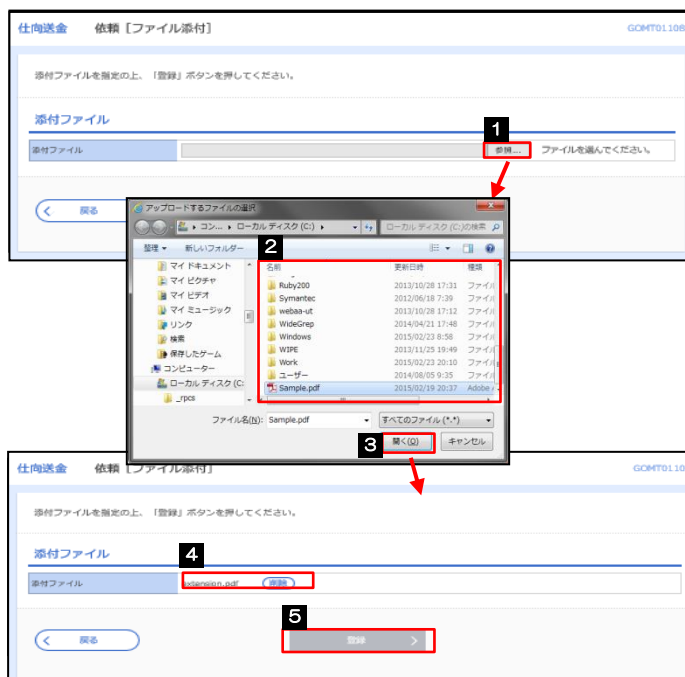 仕向送金 依頼［ファイル添付］ GOMT01108
添付ファイルを指定の上、「登録」ボタンを押してください。
添付ファイル
1
添付ファイル 参照... ファイルを選んでください。
戻る
アップロードするファイルの選択
コン... ローカル ディスク (C:) ローカル ディスク (C:)の検索
整理 新しいフォルダー
2
マイ ドキュメント
マイ ピクチャ
マイ ビデオ
マイ ミュージック
リンク
検索
保存したゲーム
コンピューター
ローカル ディスク (C:
_rpcs
名前 更新日時 種類
Ruby200 2013/10/28 17:31 ファイル
Symantec 2012/06/18 7:39 ファイル
webaa-ut 2013/10/28 17:12 ファイル
WideGrep 2014/04/21 17:48 ファイル
Windows 2015/02/23 8:58 ファイル
WIPE 2013/11/25 19:49 ファイル
Work 2015/02/23 20:10 ファイル
ユーザー 2014/08/05 9:35 ファイル
Sample.pdf 2015/02/19 20:37 Adobe
ファイル名(N): Sample.pdf すべてのファイル (*.*)
3
開く(O) キャンセル
仕向送金 依頼［ファイル添付］ GOMT0110
添付ファイルを指定の上、「登録」ボタンを押してください。
添付ファイル
4
添付ファイル extension.pdf 削除
5
戻る 登録